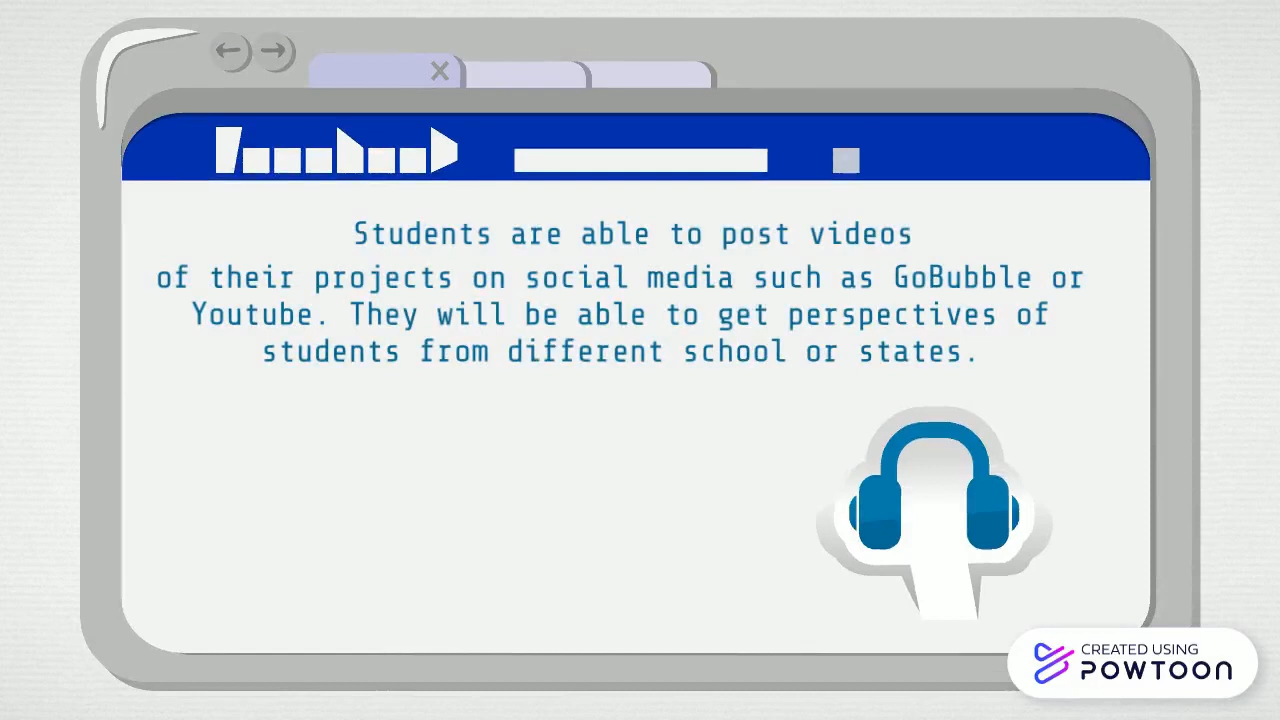 Students are able to post videos
of their projects on social media such as GoBubble or
Youtube. They will be able to get perspectives of
students from different school or states.
CREATED USING
POWTOON